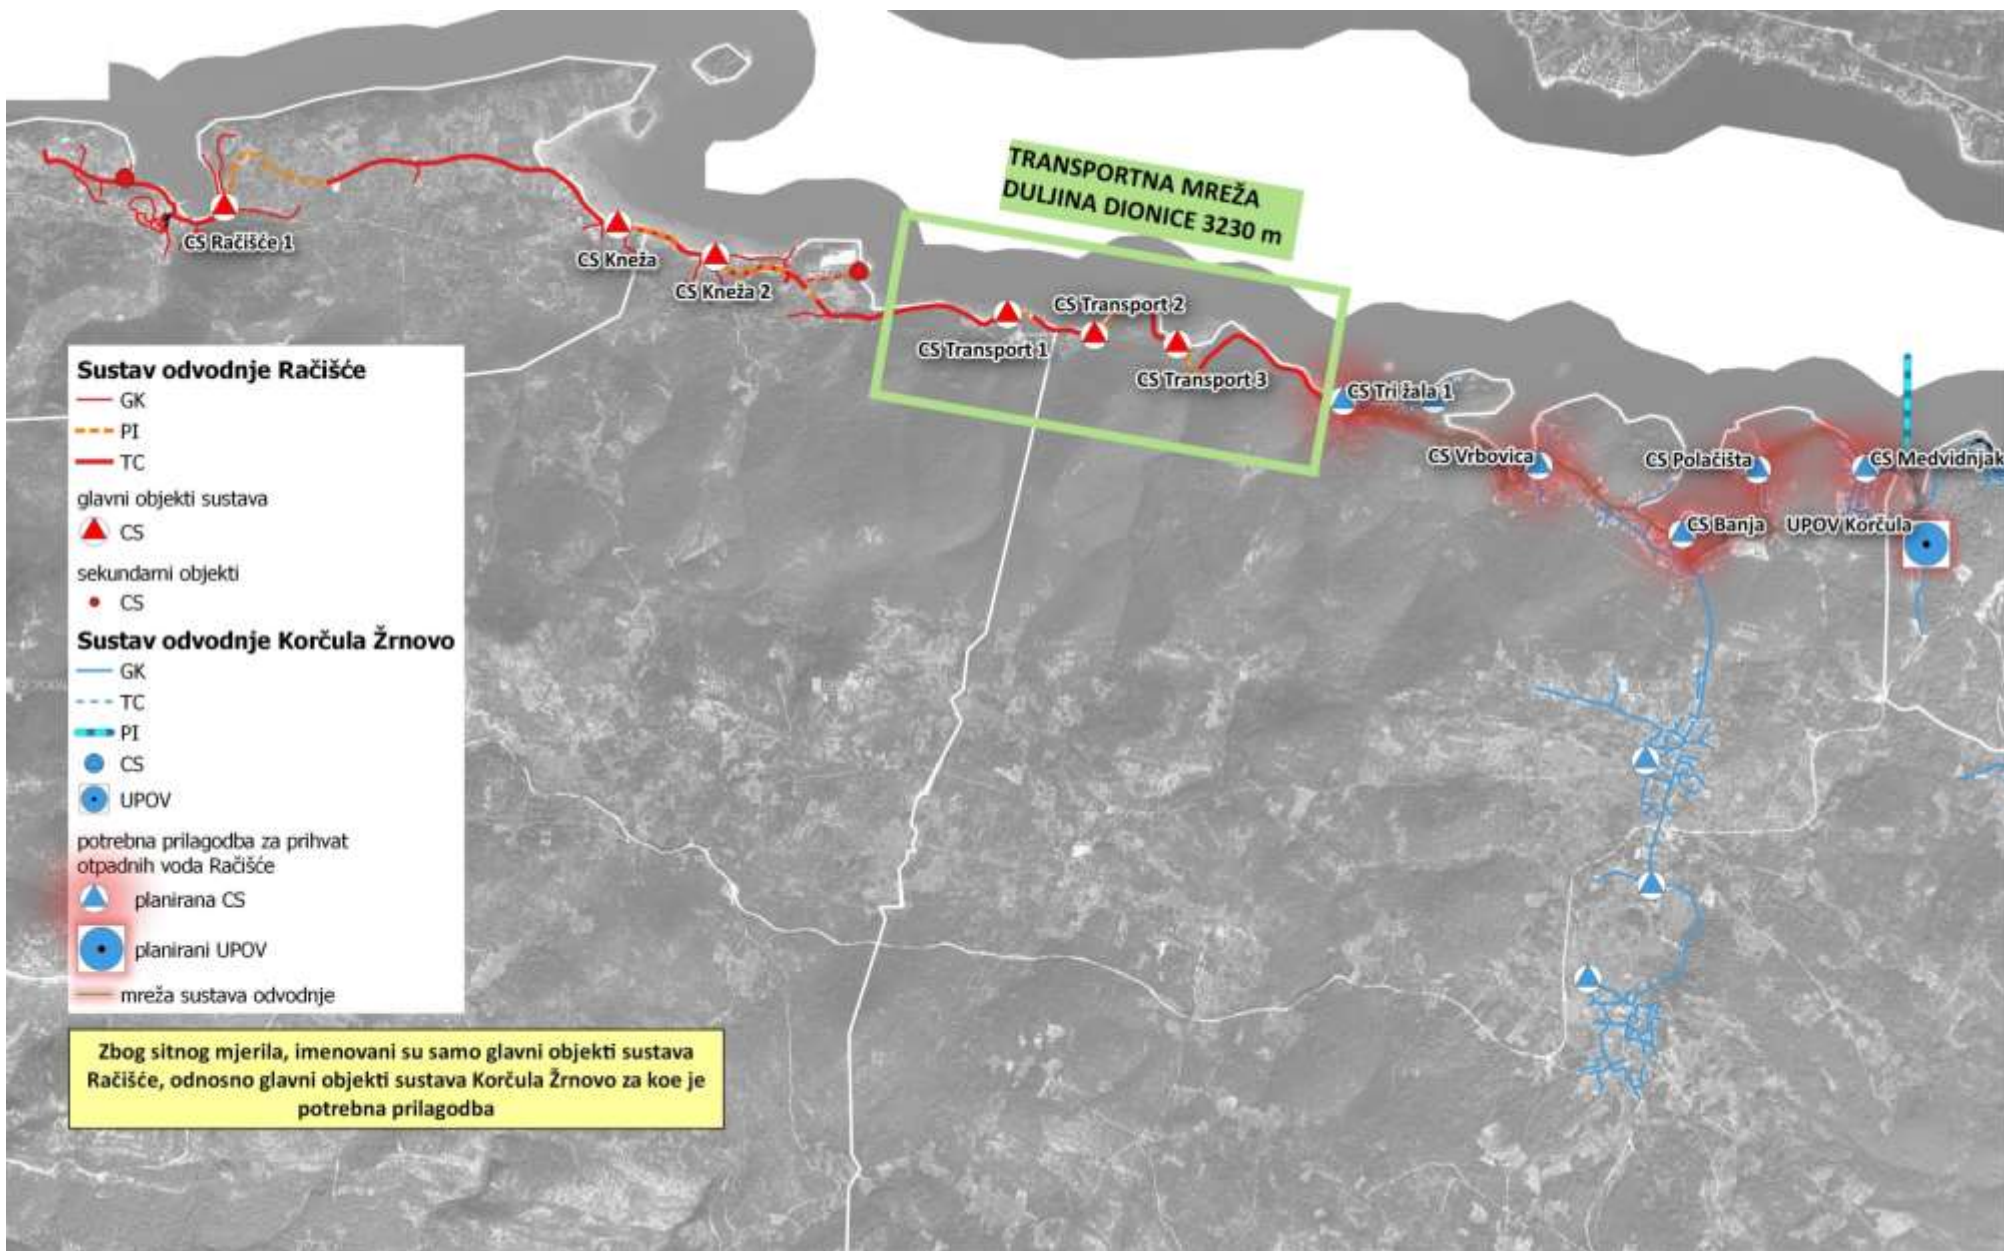 TRANSPORTNA MREŽA
DULJINA DIONICE 3230 m
CS Račišće 1
CS Kneža
CS Kneža 2
CS Transport 1
CS Transport 2
CS Transport 3
CS Tri žala 1
CS Vrbovica
CS Polačišta
CS Medvidnjak
CS Banja
UPOV Korčula
Sustav odvodnje Račišće
GK
PI
TC
glavni objekti sustava
CS
sekundarni objekti
CS
Sustav odvodnje Korčula Žrnovo
GK
TC
PI
CS
UPOV
potrebna prilagodba za prihvat
otpadnih voda Račišće
planirana CS
planirani UPOV
mreža sustava odvodnje
Zbog sitnog mjerila, imenovani su samo glavni objekti sustava
Račišće, odnosno glavni objekti sustava Korčula Žrnovo za koe je
potrebna prilagodba